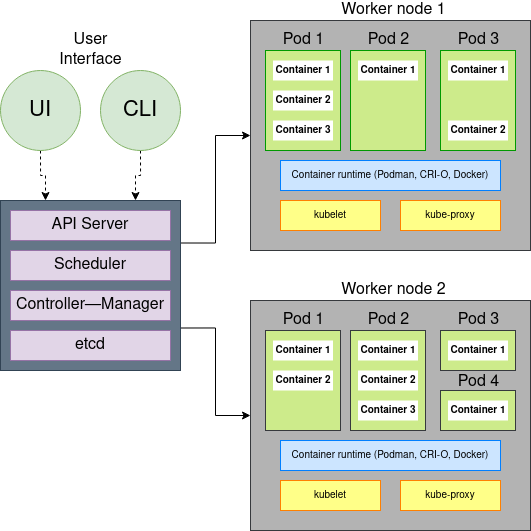 User
Interface
UI
CLI
API Server
Scheduler
Controller—Manager
etcd
Worker node 1
Pod 1
Container 1
Container 2
Container 3
Pod 2
Container 1
Pod 3
Container 1
Container 2
Container runtime (Podman, CRI-O, Docker)
kubelet
kube-proxy
Worker node 2
Pod 1
Container 1
Container 2
Pod 2
Container 1
Container 2
Container 3
Pod 3
Container 1
Pod 4
Container 1
Container runtime (Podman, CRI-O, Docker)
kubelet
kube-proxy